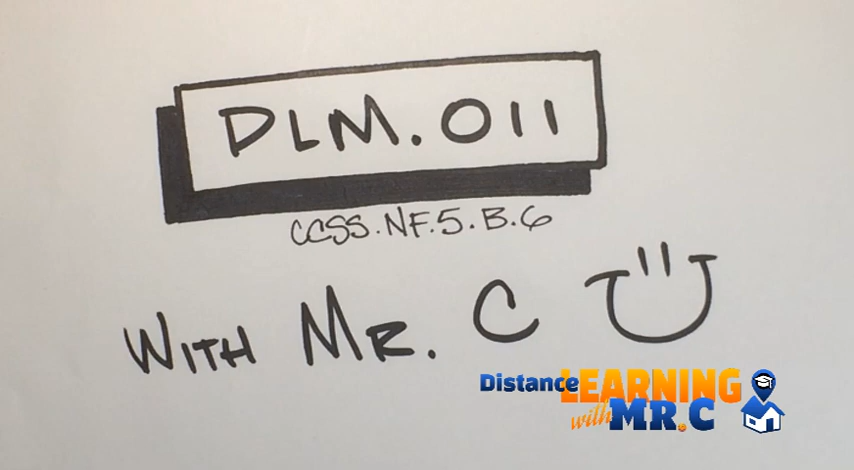 DLM.011
CCSS.NF.5.B.6
WITH MR. C
Distance LEARNING
with MR.C